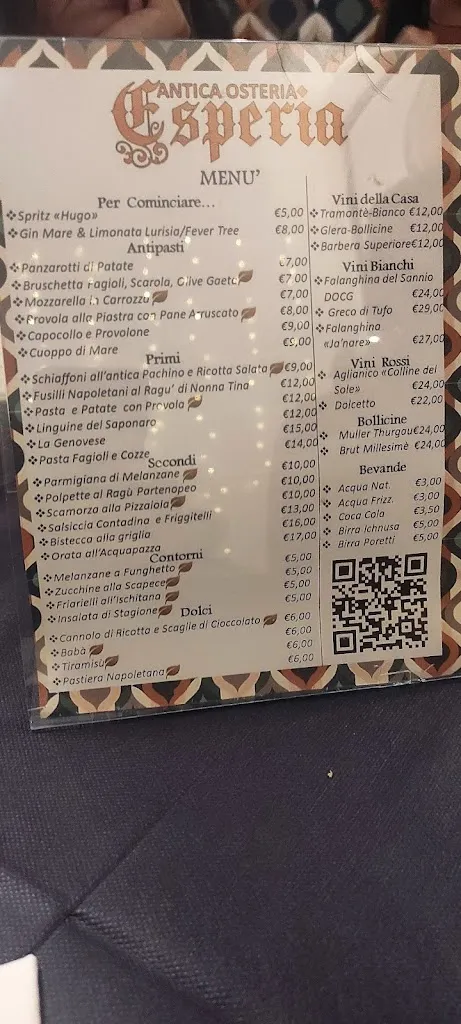 ANTICA OSTERIA
Esperia
MENU'
Per Cominciare...
Spritz «Hugo» €5,00
Gin Mare & Limonata Lurisia/Fever Tree €8,00
Antipasti
Panzarotti di Patate €7,00
Bruschetta Fagioli, Scarola, Olive Gaeta €7,00
Mozzarella in Carrozza €7,00
Provola alla Piastra con Pane Abruscato €8,00
Capocollo e Provolone €9,00
Cuoppo di Mare €9,00
Primi
Schiaffoni all'antica Pachino e Ricotta Salata €9,00
Fusilli Napoletani al Ragu' di Nonna Tina €12,00
Pasta e Patate con Provola €12,00
Linguine del Saponaro €12,00
La Genovese €15,00
Pasta Fagioli e Cozze €14,00
Secondi
Parmigiana di Melanzane €10,00
Polpette al Ragù Partenopeo €10,00
Scamorza alla Pizzaiola €10,00
Salsiccia Contadina e Friggitelli €13,00
Bistecca alla griglia €16,00
Orata all'Acquapazza €17,00
Contorni
Melanzane a Funghetto €5,00
Zucchine alla Scapece €5,00
Friarielli all'Ischitana €5,00
Insalata di Stagione €5,00
Dolci
Cannolo di Ricotta e Scaglie di Cioccolato €6,00
Babà €6,00
Tiramisù €6,00
Pastiera Napoletana €6,00
Vini della Casa
Tramontè-Bianco €12,00
Glera-Bollicine €12,00
Barbera Superiore €12,00
Vini Bianchi
Falanghina del Sannio
DOCG €24,00
Greco di Tufo €29,00
Falanghina
«Ja'nare» €27,00
Vini Rossi
Aglianico «Colline del
Sole» €24,00
Dolcetto €22,00
Bollicine
Muller Thurgau €24,00
Brut Millesimè €24,00
Bevande
Acqua Nat. €3,00
Acqua Frizz. €3,00
Coca Cola €3,50
Birra Ichnusa €5,00
Birra Poretti €5,00